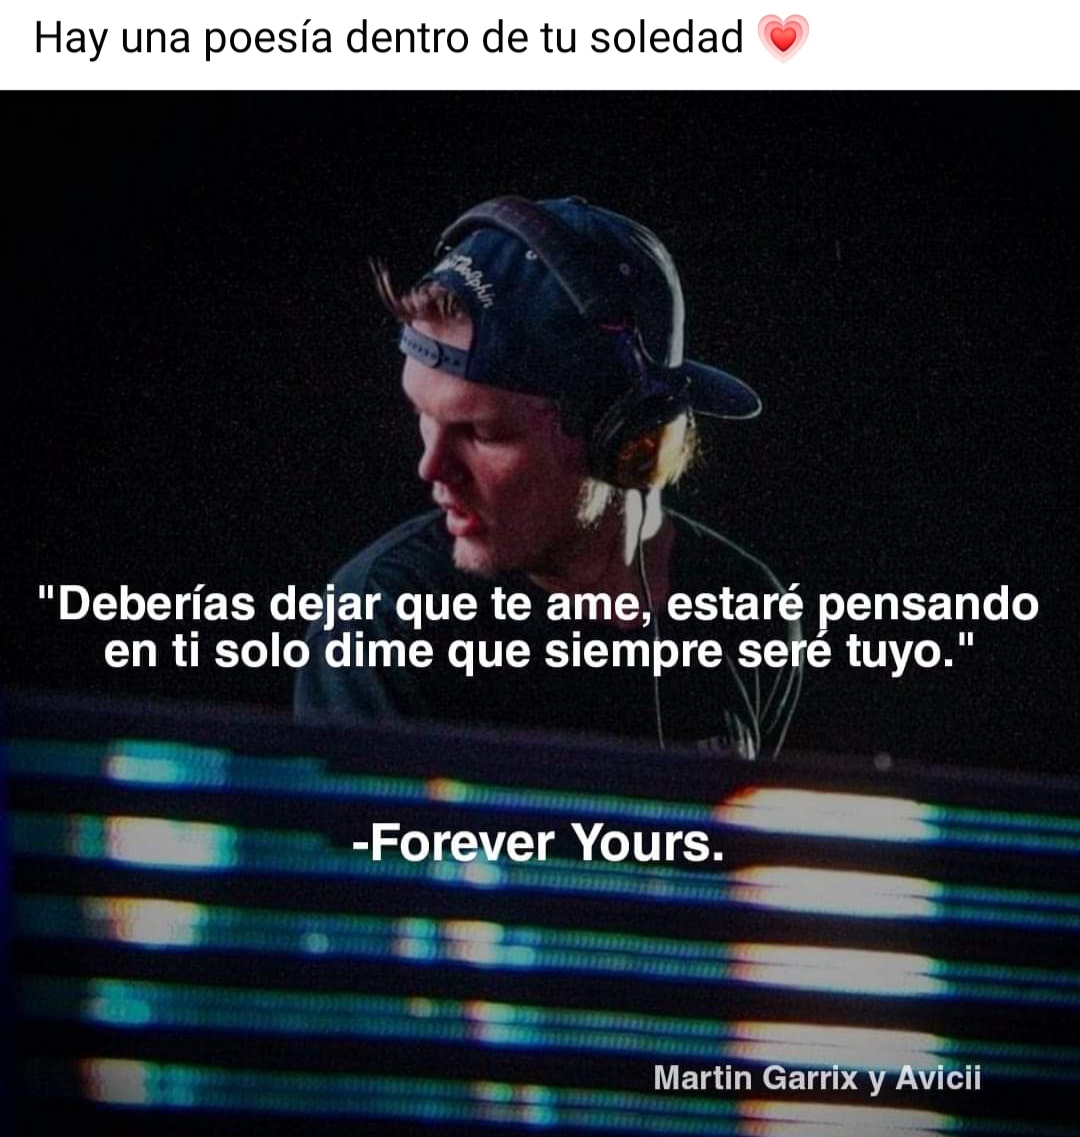 Hay una poesía dentro de tu soledad 💗
Dolphin
"Deberías dejar que te ame, estaré pensando
en ti solo dime que siempre seré tuyo."
-Forever Yours.
Martin Garrix y Avicii